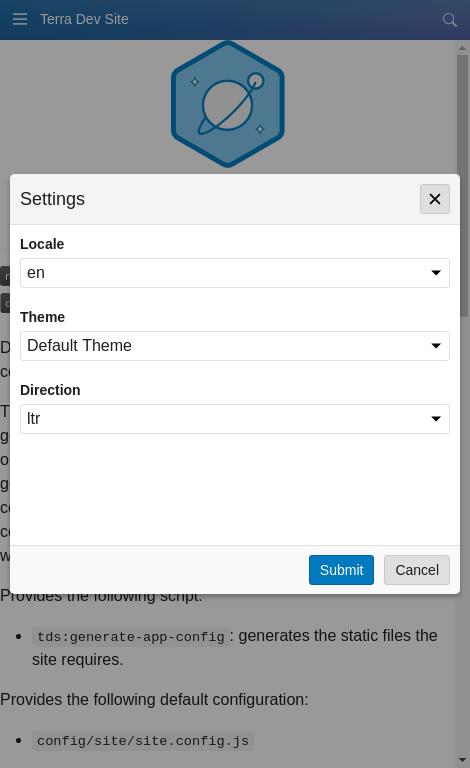 Terra Dev Site
Settings
Locale
en
Theme
Default Theme
Direction
ltr
Submit
Cancel
Provides the following script:
• tds:generate-app-config: generates the static files the
site requires.
Provides the following default configuration:
• config/site/site.config.js